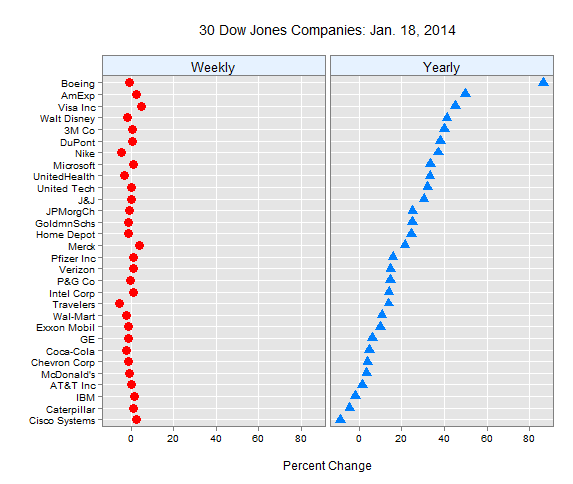 30 Dow Jones Companies: Jan. 18, 2014
Weekly Yearly
Boeing
AmExp
Visa Inc
Walt Disney
3M Co
DuPont
Nike
Microsoft
UnitedHealth
United Tech
J&J
JPMorgCh
GoldmnSchs
Home Depot
Merck
Pfizer Inc
Verizon
P&G Co
Intel Corp
Travelers
Wal-Mart
Exxon Mobil
GE
Coca-Cola
Chevron Corp
McDonald's
AT&T Inc
IBM
Caterpillar
Cisco Systems
0 20 40 60 80 0 20 40 60 80
Percent Change